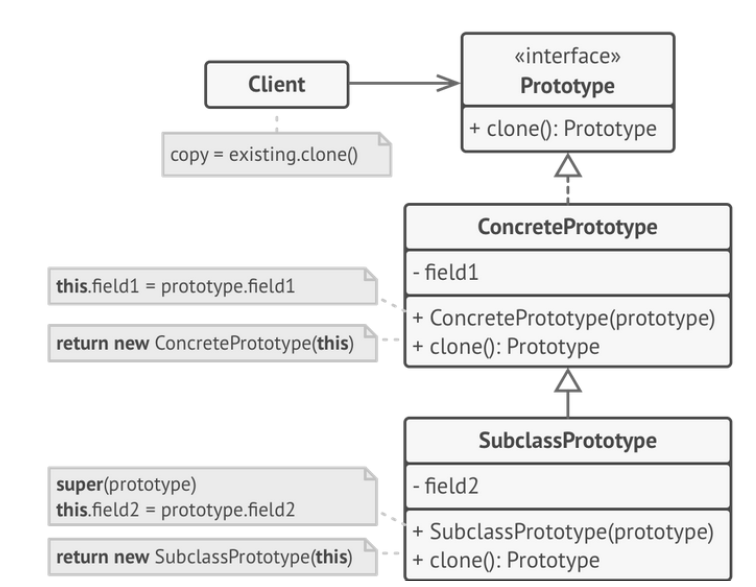 «interface»
Prototype
+ clone(): Prototype
Client
copy = existing.clone()
ConcretePrototype
- field1
+ ConcretePrototype(prototype)
+ clone(): Prototype
this.field1 = prototype.field1
return new ConcretePrototype(this)
SubclassPrototype
- field2
+ SubclassPrototype(prototype)
+ clone(): Prototype
super(prototype)
this.field2 = prototype.field2
return new SubclassPrototype(this)